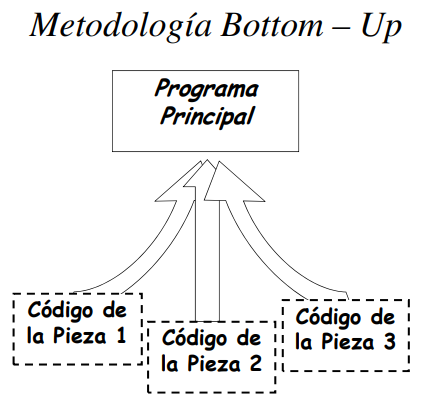 Metodología Bottom – Up
Programa
Principal
Código de
la Pieza 1
Código de
la Pieza 2
Código de
la Pieza 3